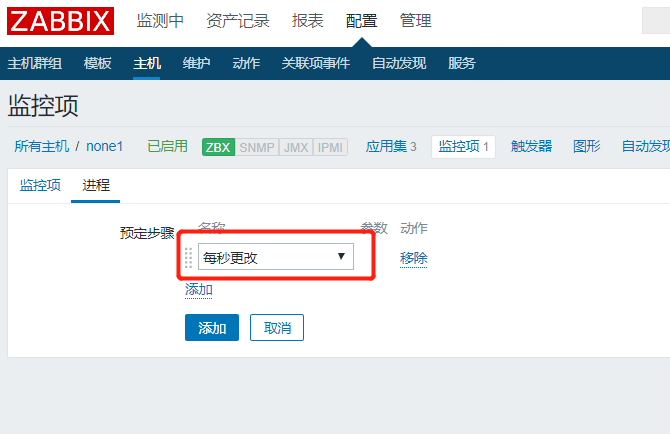 ZABBIX 监测中 资产记录 报表 配置 管理
主机群组 模板 主机 维护 动作 关联项事件 自动发现 服务
监控项
所有主机 / none1 已启用 ZBX SNMP JMX IPMI 应用集 3 监控项 1 触发器 图形 自动发现
监控项 进程
预定步骤 名称 参数 动作
每秒更改 移除
添加
添加 取消